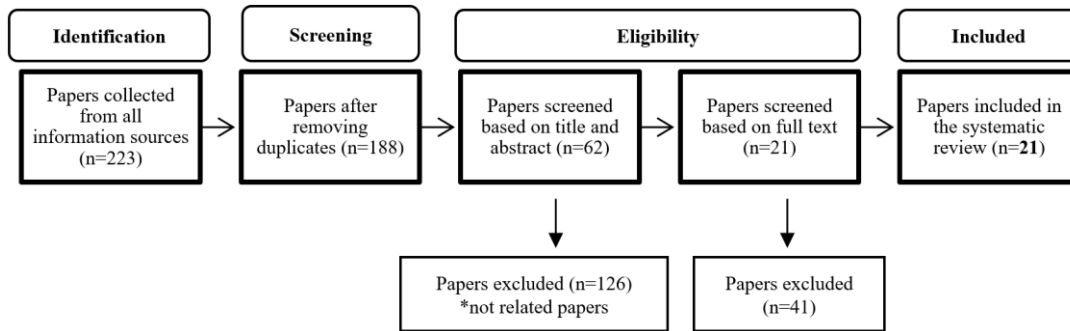 Identification
Screening
Eligibility
Included
Papers collected
from all
information sources
(n=223)
Papers after
removing
duplicates (n=188)
Papers screened
based on title and
abstract (n=62)
Papers screened
based on full text
(n=21)
Papers included in
the systematic
review (n=21)
Papers excluded (n=126)
*not related papers
Papers excluded
(n=41)